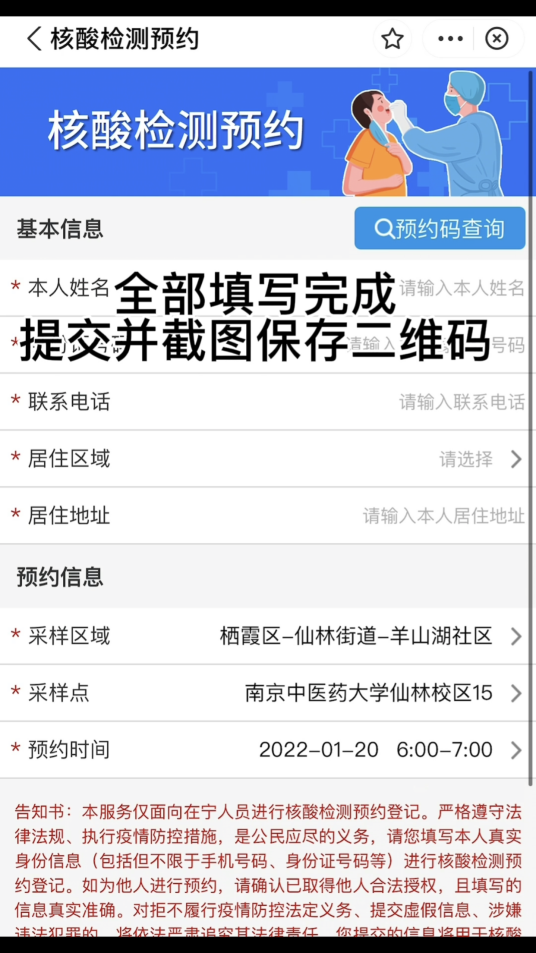 核酸检测预约
核酸检测预约
基本信息
预约码查询
* 本人姓名
请输入本人姓名
全部填写完成
提交并截图保存二维码
* 联系电话
请输入联系电话
* 居住区域
请选择
* 居住地址
请输入本人居住地址
预约信息
* 采样区域
栖霞区-仙林街道-羊山湖社区
* 采样点
南京中医药大学仙林校区15
* 预约时间
2022-01-20 6:00-7:00
告知书：本服务仅面向在宁人员进行核酸检测预约登记。严格遵守法
律法规、执行疫情防控措施，是公民应尽的义务，请您填写本人真实
身份信息（包括但不限于手机号码、身份证号码等）进行核酸检测预
约登记。如为他人进行预约，请确认已取得他人合法授权，且填写的
信息真实准确。对拒不履行疫情防控法定义务、提交虚假信息、涉嫌
违法犯罪的，将依法严肃追究其法律责任。您提交的信息将用于核酸